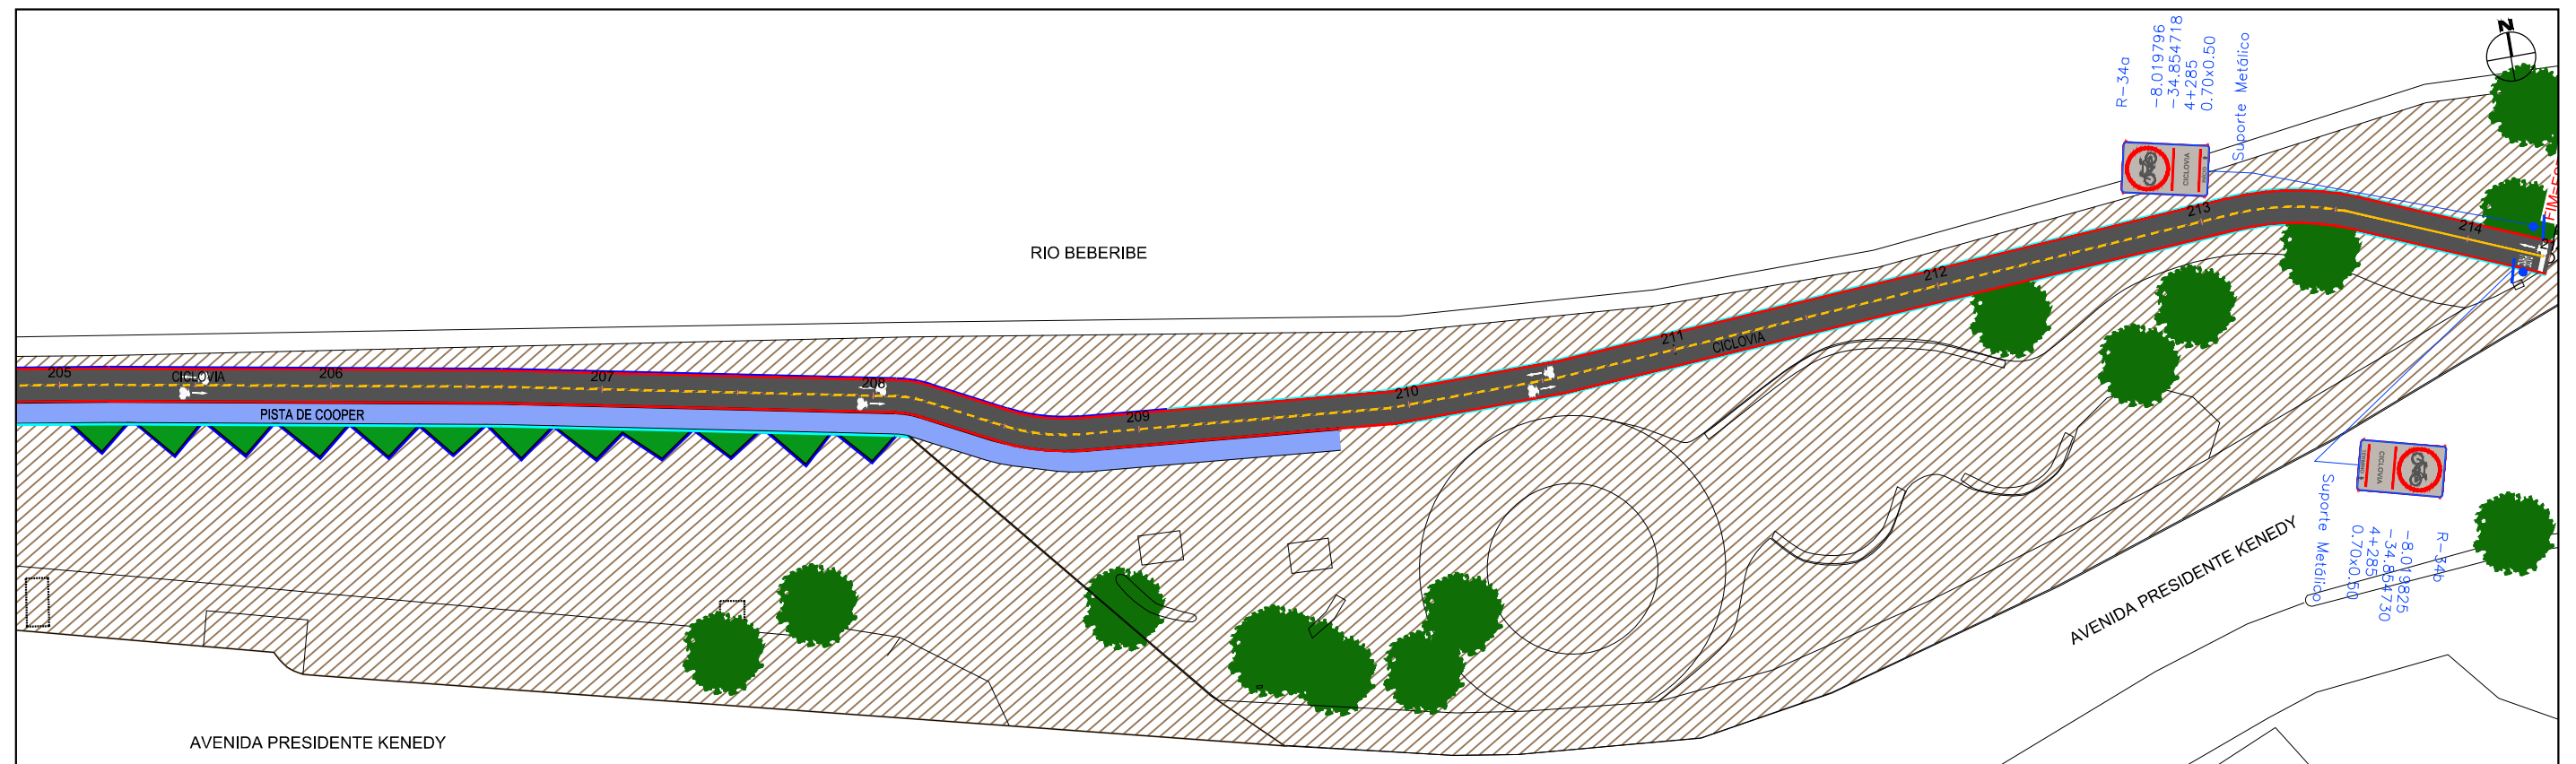 N
R-34a
-8.019796
-34.854718
4+285
0.70x0.50
Suporte Metálico
CICLOVIA
RIO BEBERIBE
205
CICLOVIA
206
207
208
209
210
211
CICLOVIA
212
213
214
PISTA DE COOPER
CICLOVIA
TÉRMINO
R-34b
-8.019825
-34.854730
4+285
0.70x0.50
Suporte Metálico
AVENIDA PRESIDENTE KENEDY
AVENIDA PRESIDENTE KENEDY